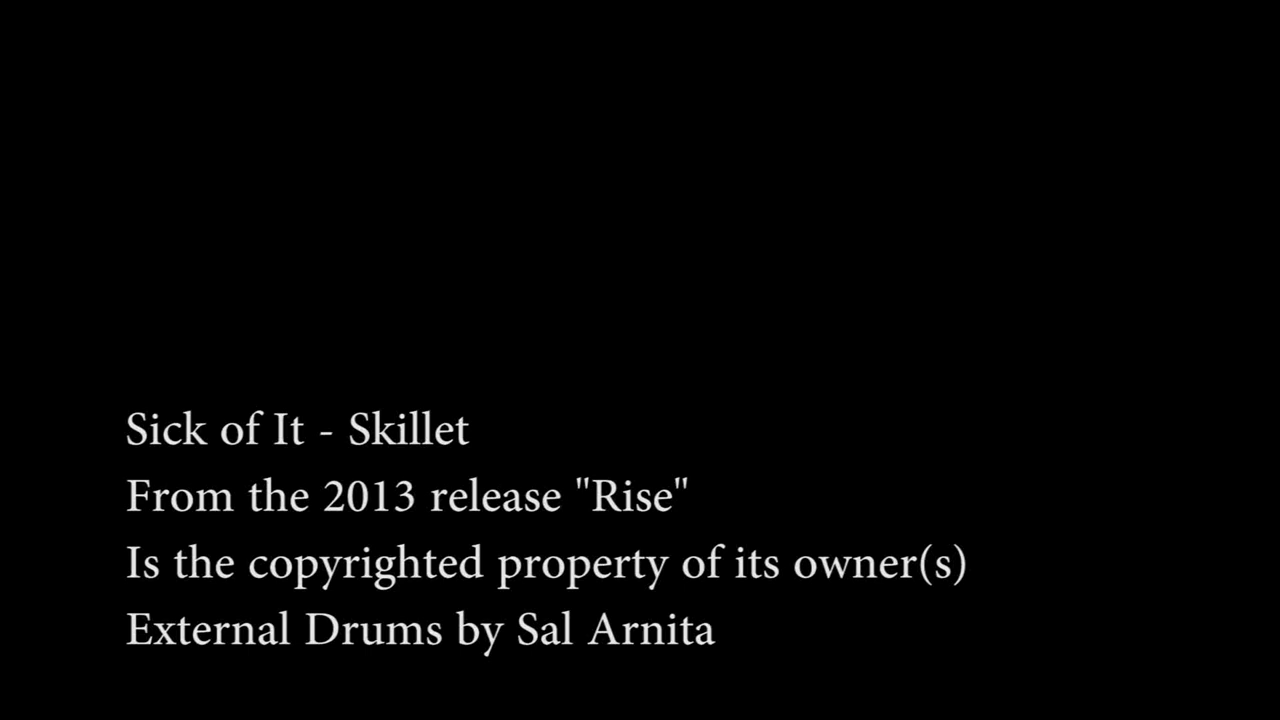 Sick of It - Skillet
From the 2013 release "Rise"
Is the copyrighted property of its owner(s)
External Drums by Sal Arnita